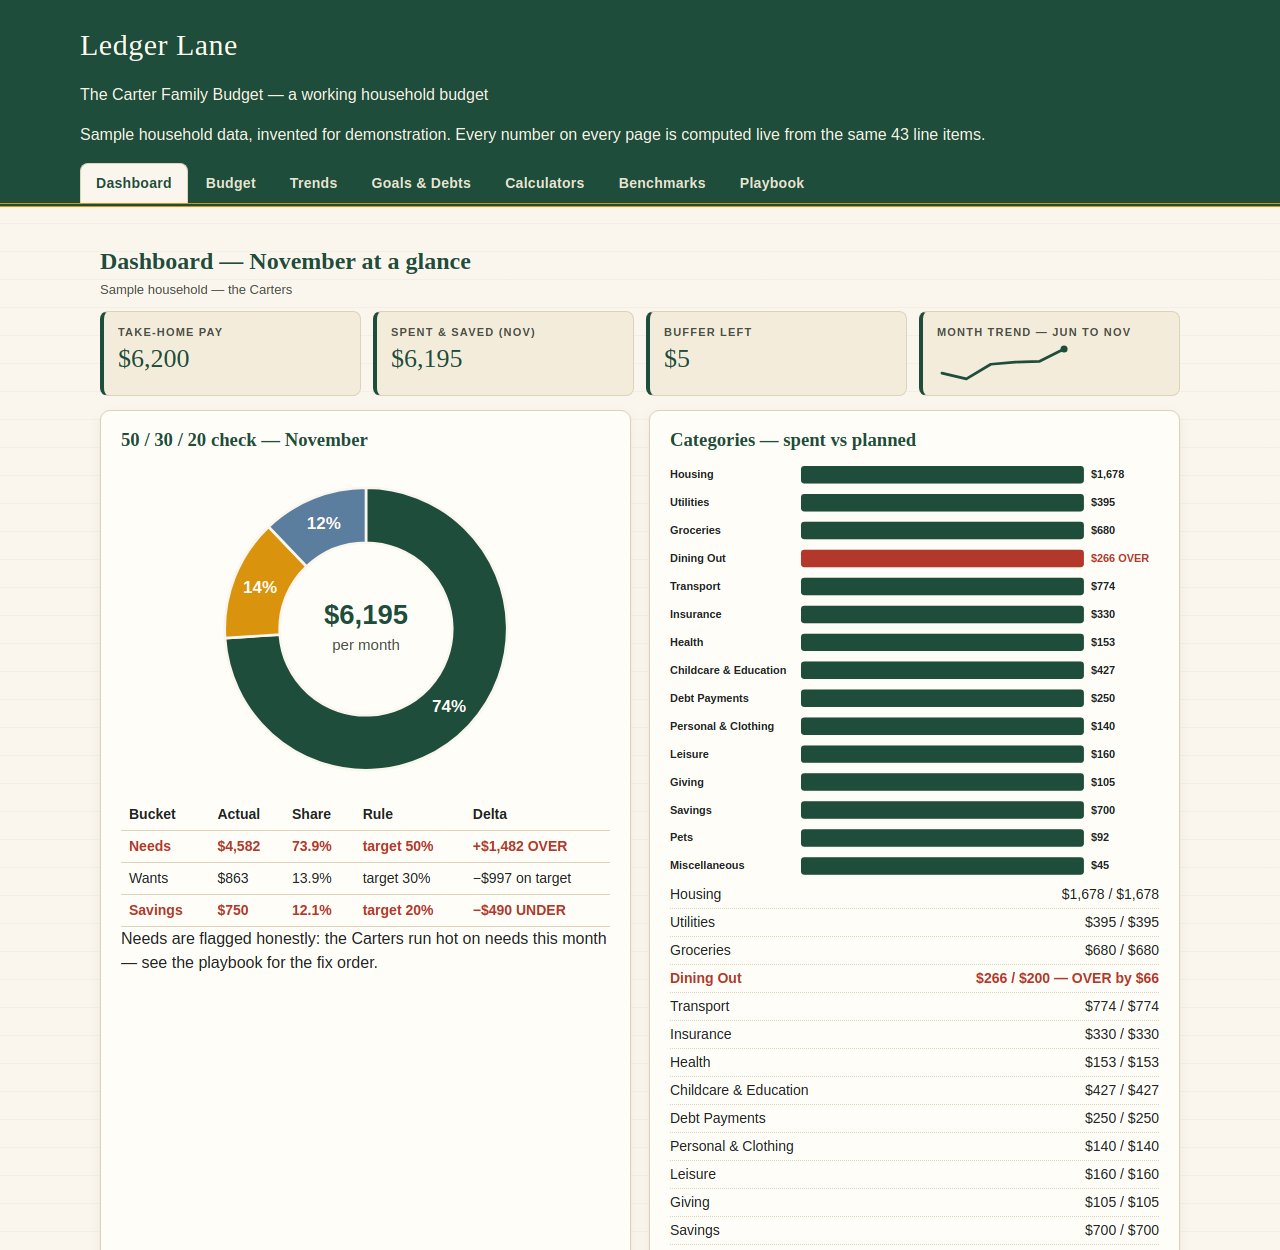 Ledger Lane
The Carter Family Budget — a working household budget
Sample household data, invented for demonstration. Every number on every page is computed live from the same 43 line items.
Dashboard Budget Trends Goals & Debts Calculators Benchmarks Playbook
Dashboard — November at a glance
Sample household — the Carters
TAKE-HOME PAY
$6,200
SPENT & SAVED (NOV)
$6,195
BUFFER LEFT
$5
MONTH TREND — JUN TO NOV
50 / 30 / 20 check — November
12%
14%
$6,195
per month
74%
Bucket Actual Share Rule Delta
Needs $4,582 73.9% target 50% +$1,482 OVER
Wants $863 13.9% target 30% −$997 on target
Savings $750 12.1% target 20% −$490 UNDER
Needs are flagged honestly: the Carters run hot on needs this month
— see the playbook for the fix order.
Categories — spent vs planned
Housing $1,678
Utilities $395
Groceries $680
Dining Out $266 OVER
Transport $774
Insurance $330
Health $153
Childcare & Education $427
Debt Payments $250
Personal & Clothing $140
Leisure $160
Giving $105
Savings $700
Pets $92
Miscellaneous $45
Housing $1,678 / $1,678
Utilities $395 / $395
Groceries $680 / $680
Dining Out $266 / $200 — OVER by $66
Transport $774 / $774
Insurance $330 / $330
Health $153 / $153
Childcare & Education $427 / $427
Debt Payments $250 / $250
Personal & Clothing $140 / $140
Leisure $160 / $160
Giving $105 / $105
Savings $700 / $700